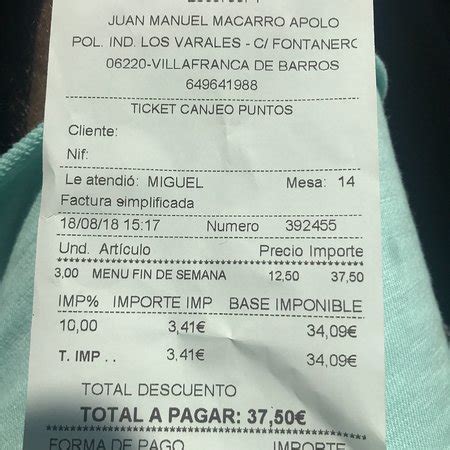 JUAN MANUEL MACARRO APOLO
POL. IND. LOS VARALES - C/ FONTANERC
06220-VILLAFRANCA DE BARROS
649641988
TICKET CANJEO PUNTOS
Cliente:
Nif:
Le atendió: MIGUEL Mesa: 14
Factura simplificada
18/08/18 15:17 Numero 392455
Und. Artículo Precio Importe
3,00 MENU FIN DE SEMANA 12,50 37,50
IMP% IMPORTE IMP BASE IMPONIBLE
10,00 3,41€ 34,09€
T. IMP . . 3,41€ 34,09€
TOTAL DESCUENTO
TOTAL A PAGAR: 37,50€
FORMA DE PAGO IMPORTE